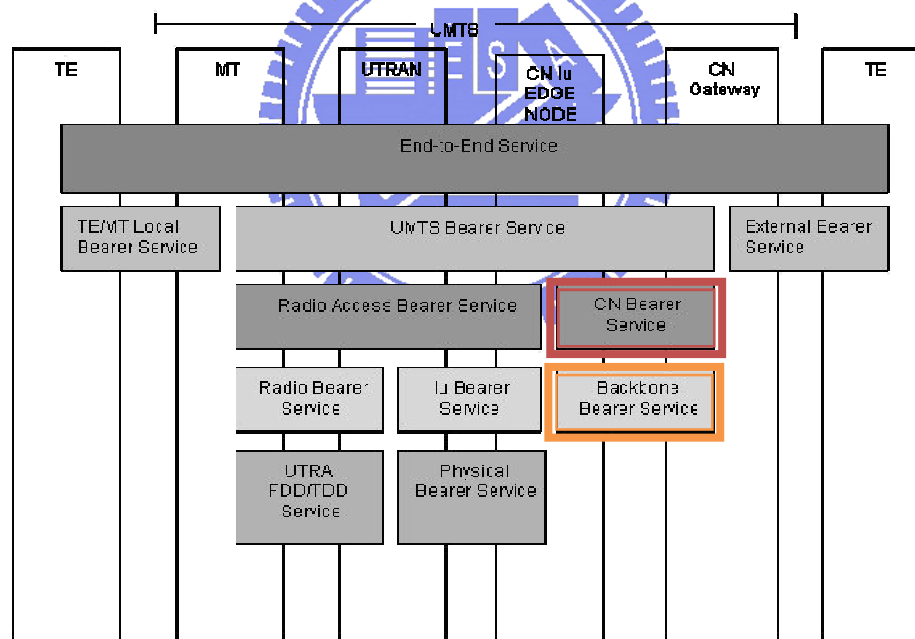 UMTS
TE
MT
UTRAN
CN Iu
EDGE
NODE
CN
Gateway
TE
End-to-End Service
TE/MT Local
Bearer Service
UMTS Bearer Service
External Bearer
Service
Radio Access Bearer Service
CN Bearer
Service
Radio Bearer
Service
Iu Bearer
Service
Backbone
Bearer Service
UTRA
FDD/TDD
Service
Physical
Bearer Service
E S A